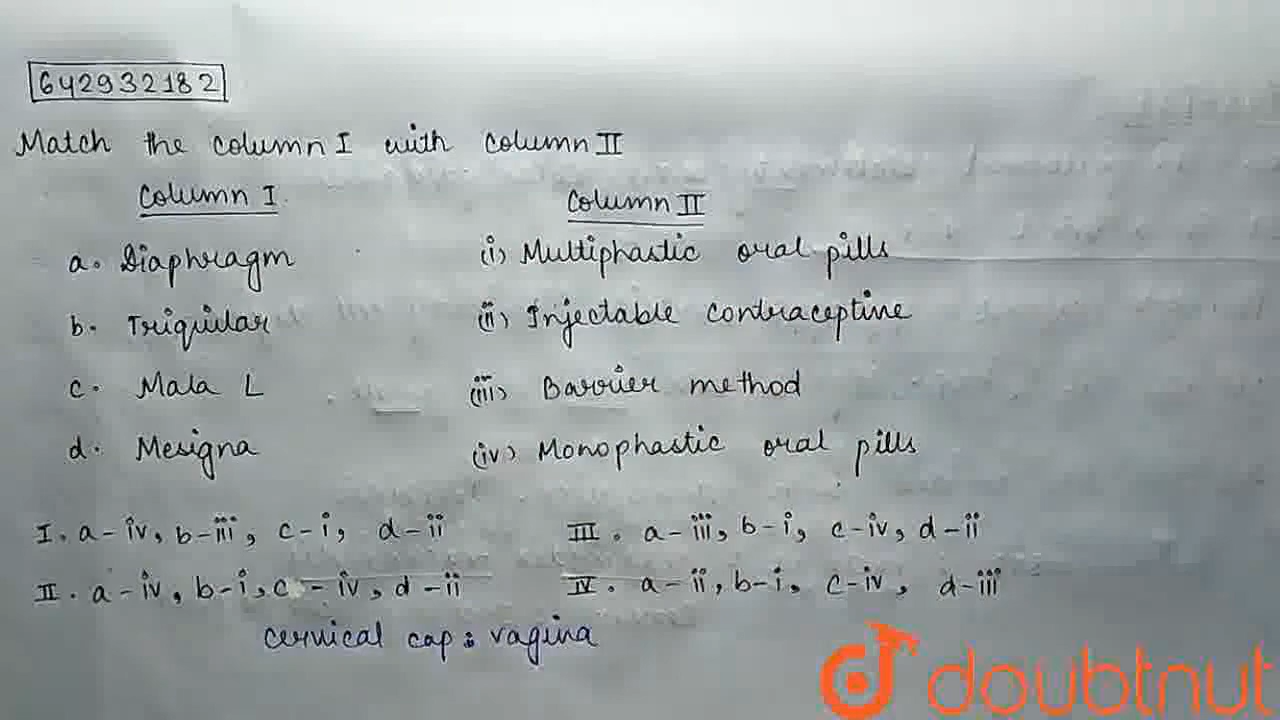 642932182
Match the column I with column II
Column I. Column II
a. Diaphragm (i) Multiphastic oral pills
b. Triquilar (ii) Injectable contraceptine
c. Mala L (iii) Barrier method
d. Mesigna (iv) Monophastic oral pills
I. a-iv, b-iii, c-i, d-ii III. a-iii, b-i, c-iv, d-ii
II. a-iv, b-i, c-iv, d-ii IV. a-ii, b-i, c-iv, d-iii
cervical cap : vagina
doubtnut